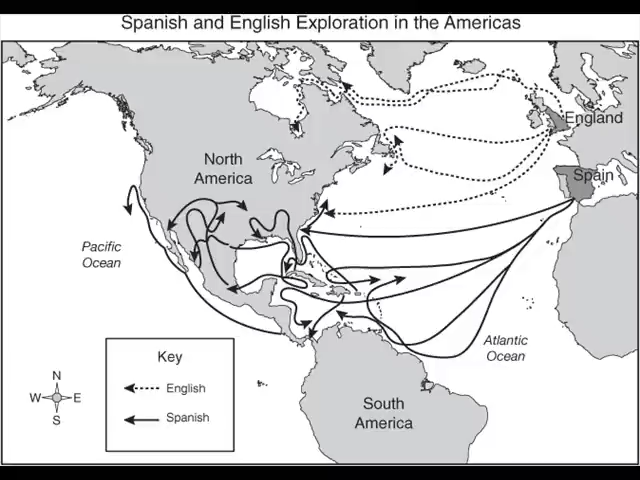 Spanish and English Exploration in the Americas
England
North
America
Spain
Pacific
Ocean
Atlantic
Ocean
Key
English
Spanish
N
W
E
S
South
America